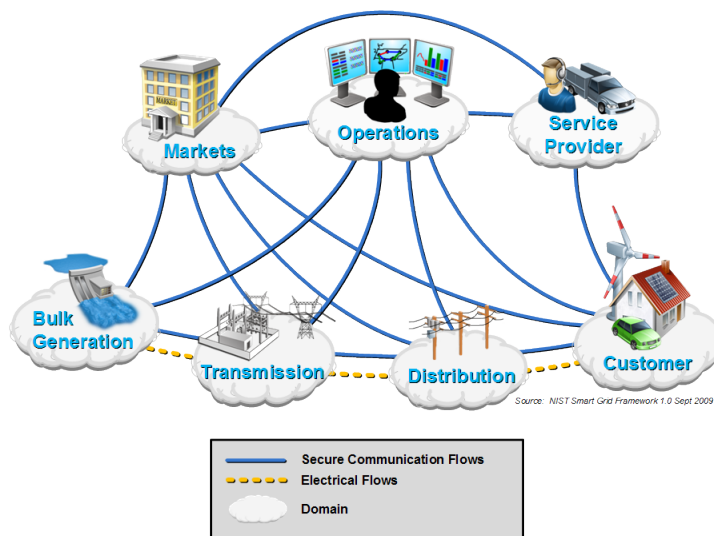 MARKET
Markets
Operations
Service
Provider
Bulk
Generation
Transmission
Distribution
Customer
Source: NIST Smart Grid Framework 1.0 Sept 2009
Secure Communication Flows
Electrical Flows
Domain